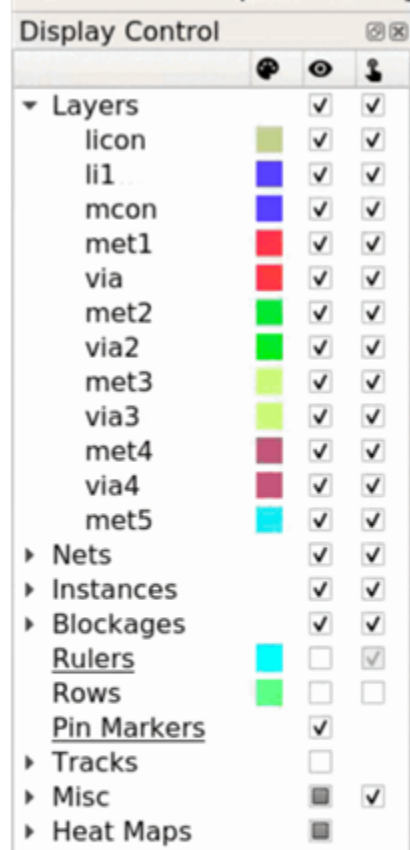 Display Control
Layers
licon
li1
mcon
met1
via
met2
via2
met3
via3
met4
via4
met5
Nets
Instances
Blockages
Rulers
Rows
Pin Markers
Tracks
Misc
Heat Maps